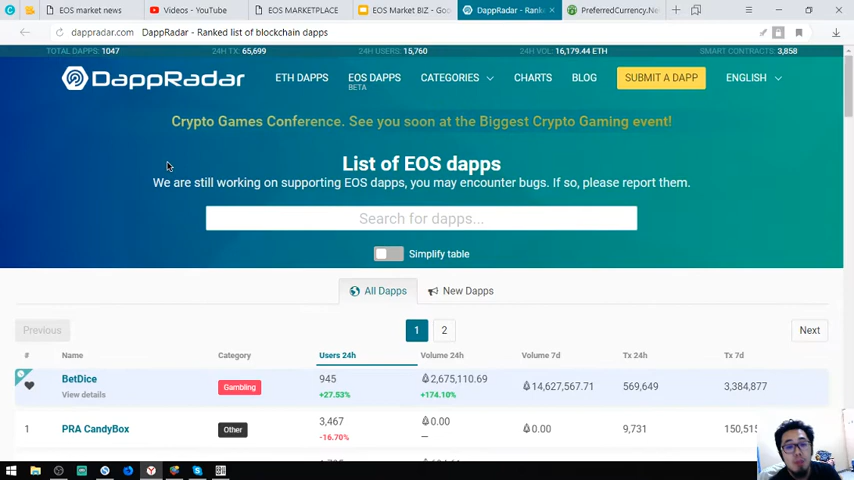 EOS market news
Videos - YouTube
EOS MARKETPLACE
EOS Market BIZ - Goo
DappRadar - Ranke
PreferredCurrency.Ne
dappradar.com DappRadar - Ranked list of blockchain dapps
TOTAL DAPPS: 1047 24H TX: 65,699 24H USERS: 15,760 24H VOL: 16,179.44 ETH SMART CONTRACTS: 3,858
DappRadar
ETH DAPPS
EOS DAPPS
BETA
CATEGORIES
CHARTS
BLOG
SUBMIT A DAPP
ENGLISH
Crypto Games Conference. See you soon at the Biggest Crypto Gaming event!
List of EOS dapps
We are still working on supporting EOS dapps, you may encounter bugs. If so, please report them.
Search for dapps...
Simplify table
All Dapps
New Dapps
Previous
1
2
Next
# Name Category Users 24h Volume 24h Volume 7d Tx 24h Tx 7d
BetDice
View details
Gambling
945
+27.53%
2,675,110.69
+174.10%
14,627,567.71
569,649
3,384,877
1 PRA CandyBox
Other
3,467
-16.70%
0.00
—
0.00
9,731
150,515